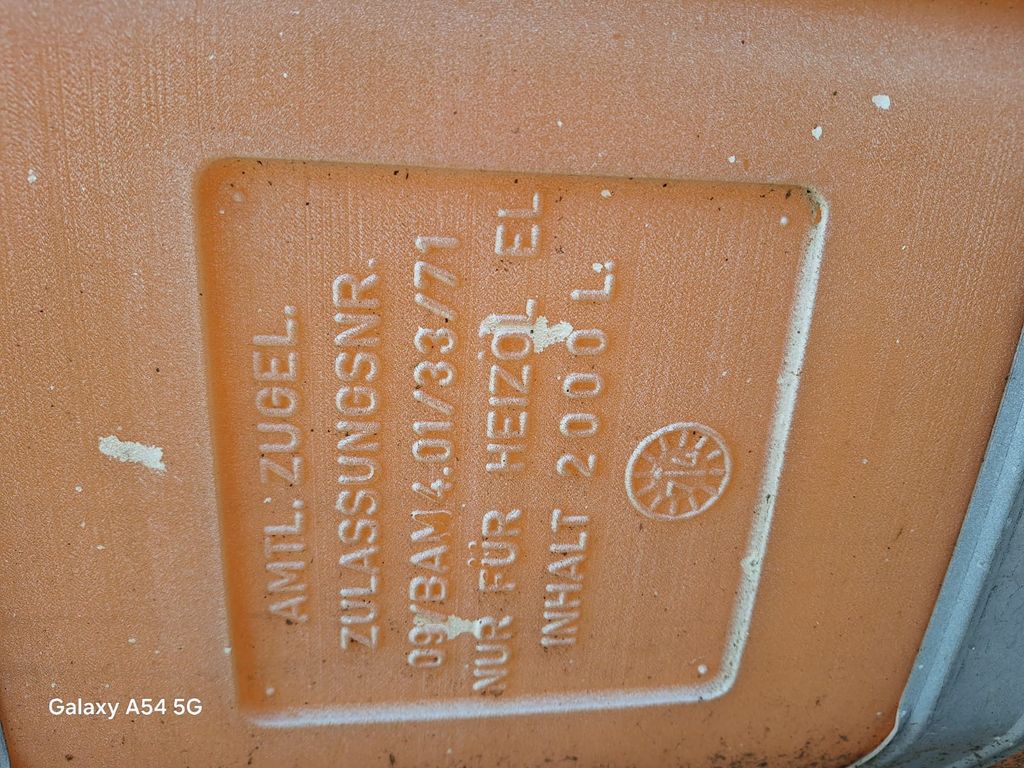 AMTL. ZUGEL.
ZULASSUNGSNR.
09/BAM 4.01/33/71
NUR FÜR HEIZÖL EL
INHALT 2000 L.
Galaxy A54 5G